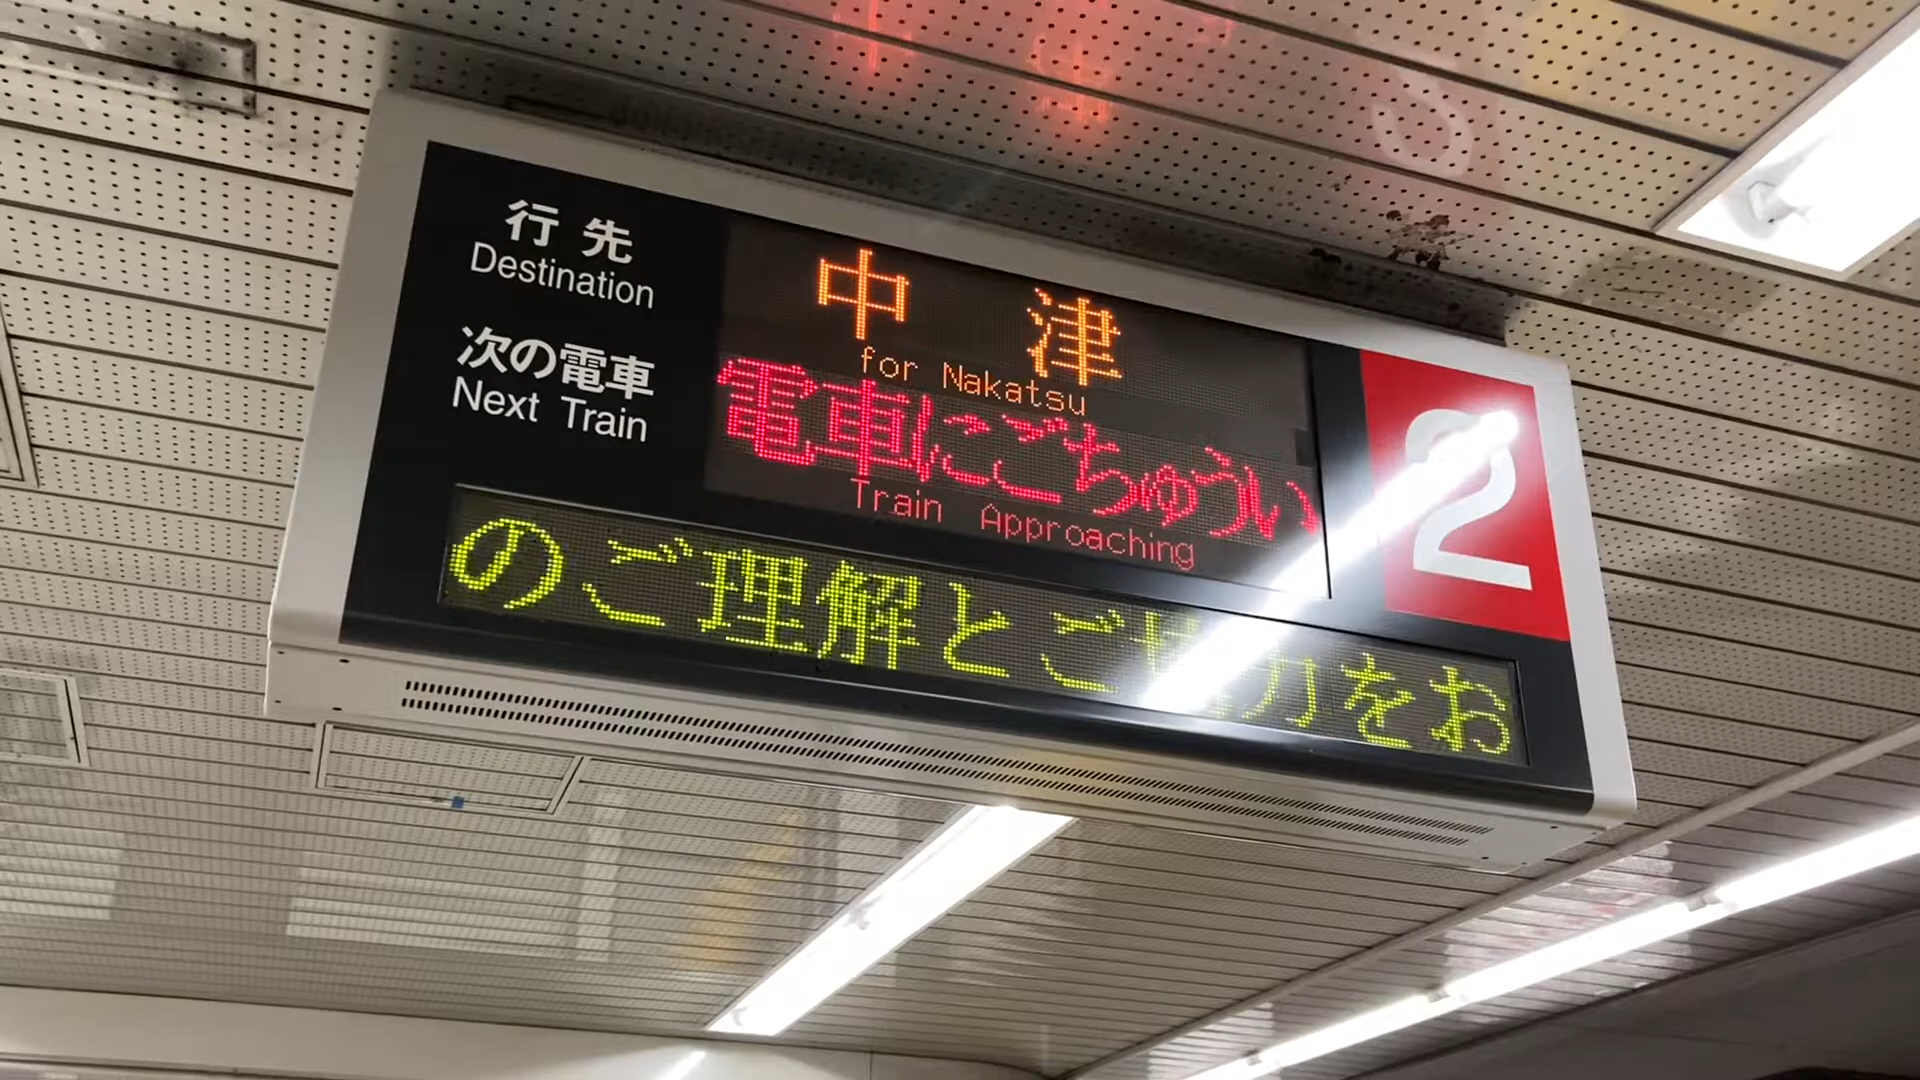 行先
Destination
中津
for Nakatsu
次の電車
Next Train
電車にごちゅうい
Train Approaching
2
のご理解とご協力をお